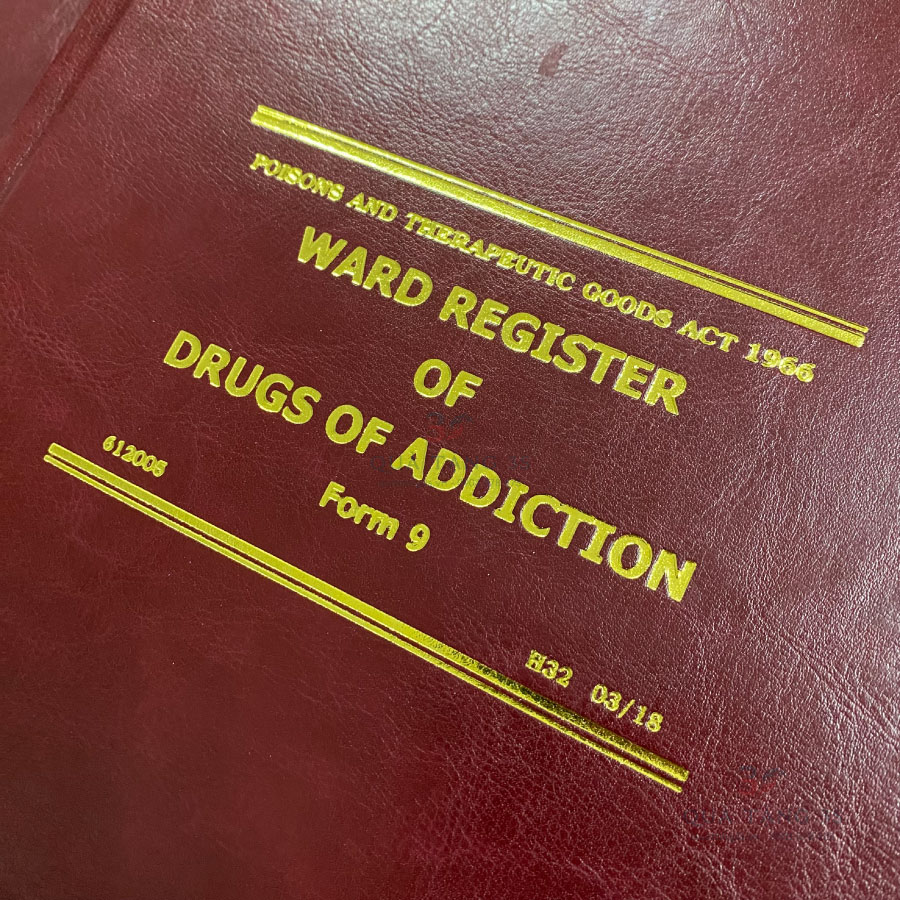 POISONS AND THERAPEUTIC GOODS ACT 1966
WARD REGISTER
OF
DRUGS OF ADDICTION
612005
Form 9
H32 03/18